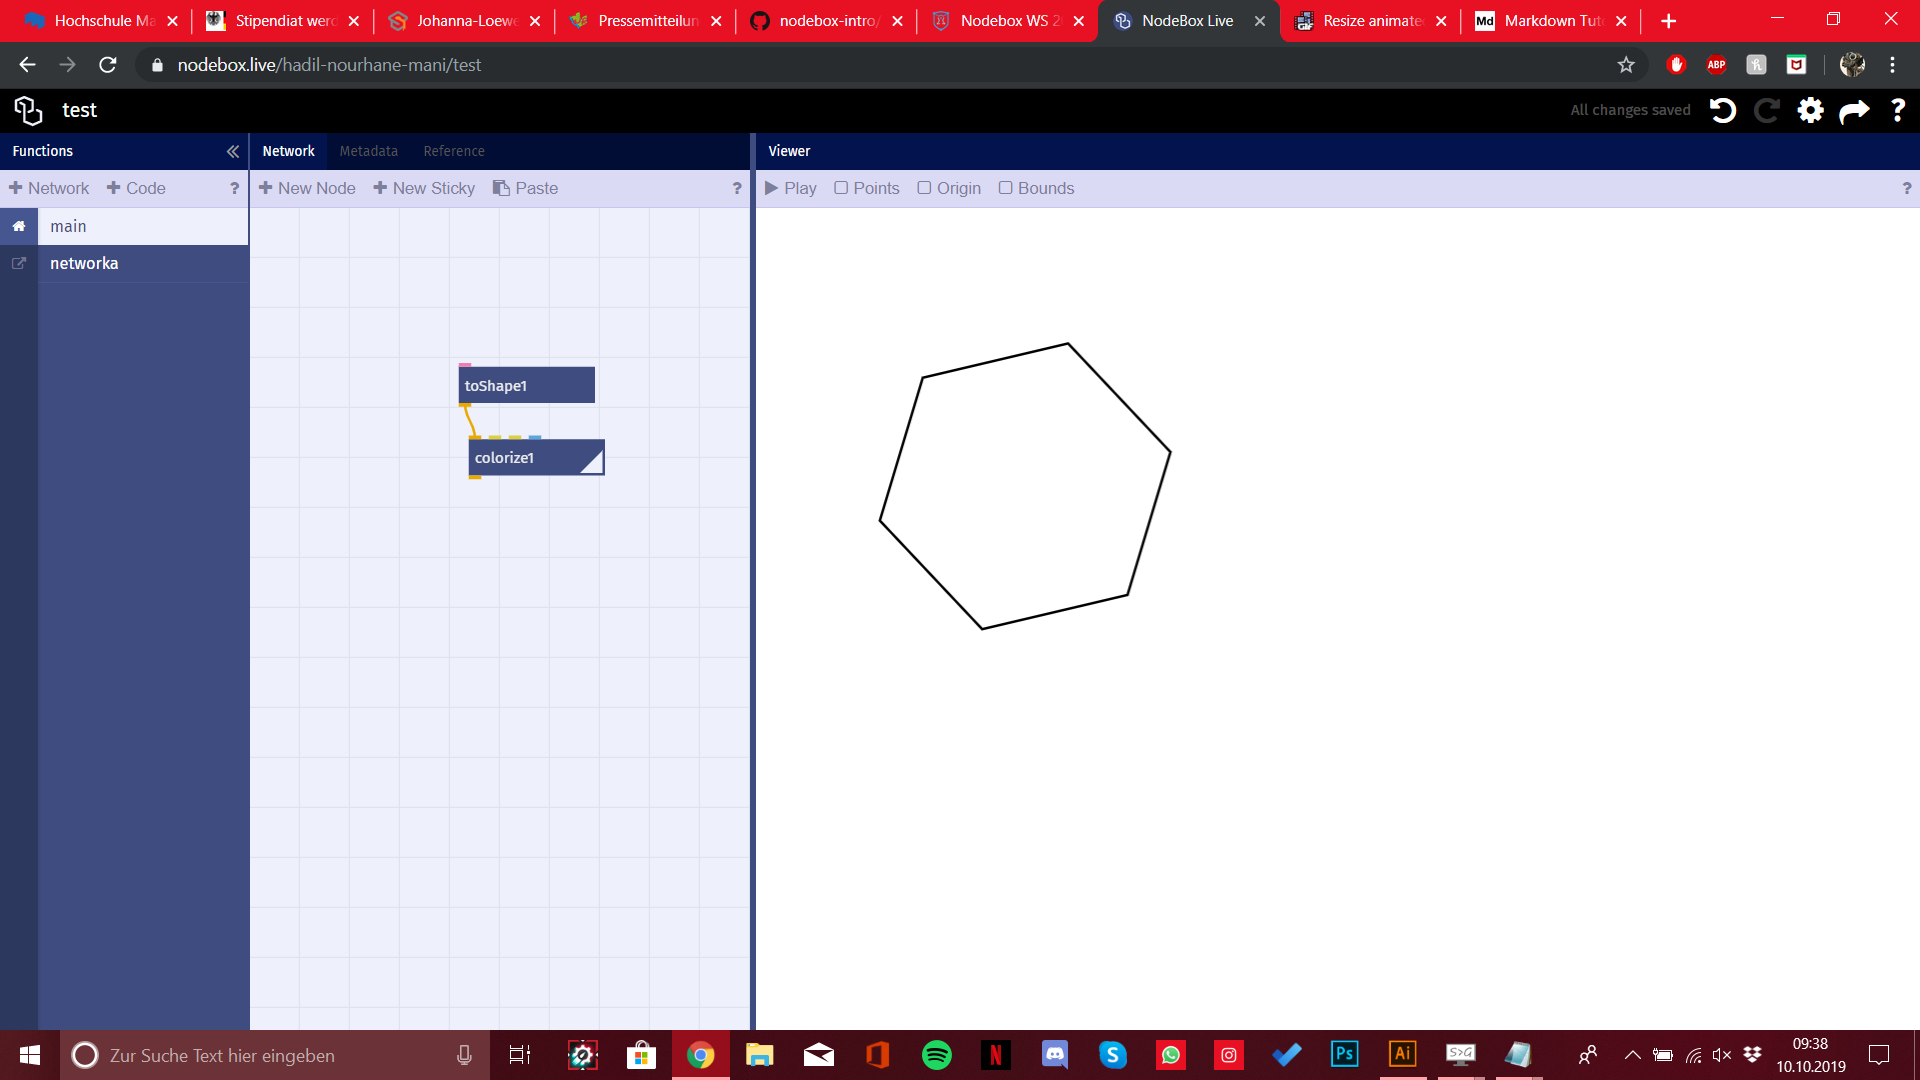 Hochschule Ma
Stipendiat werd
Johanna-Loewe
Pressemitteilun
nodebox-intro/
Nodebox WS 2
NodeBox Live
Resize animated
Md Markdown Tuto
nodebox.live/hadil-nourhane-mani/test
ABP
test
All changes saved
?
Functions
Network Metadata Reference
Viewer
Network Code ?
New Node New Sticky Paste ?
Play Points Origin Bounds ?
main
networka
toShape1
colorize1
Zur Suche Text hier eingeben
N
S
Ps
Ai
S>G
09:38
10.10.2019